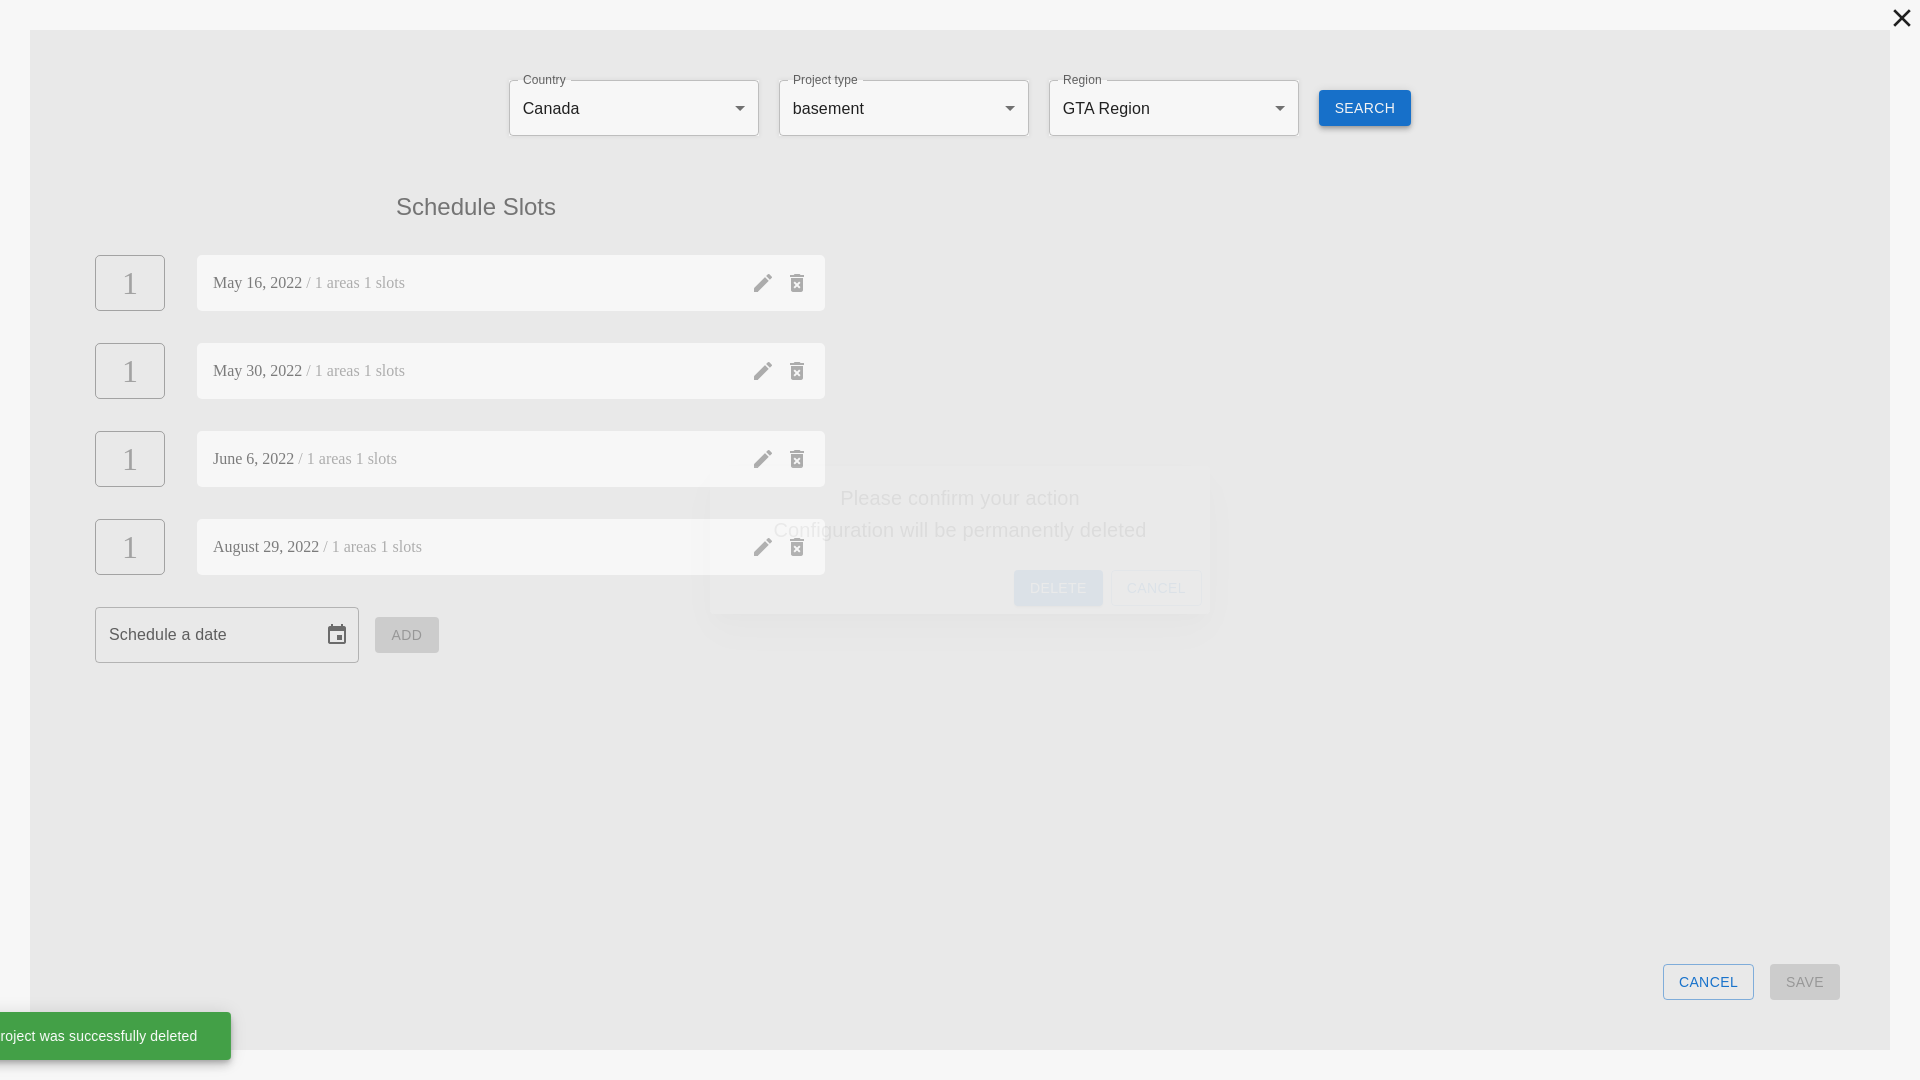 Country
Canada
Project type
basement
Region
GTA Region
SEARCH
Schedule Slots
1
May 16, 2022 / 1 areas 1 slots
1
May 30, 2022 / 1 areas 1 slots
1
June 6, 2022 / 1 areas 1 slots
1
August 29, 2022 / 1 areas 1 slots
Please confirm your action
Configuration will be permanently deleted
DELETE
CANCEL
Schedule a date
ADD
CANCEL
SAVE
roject was successfully deleted